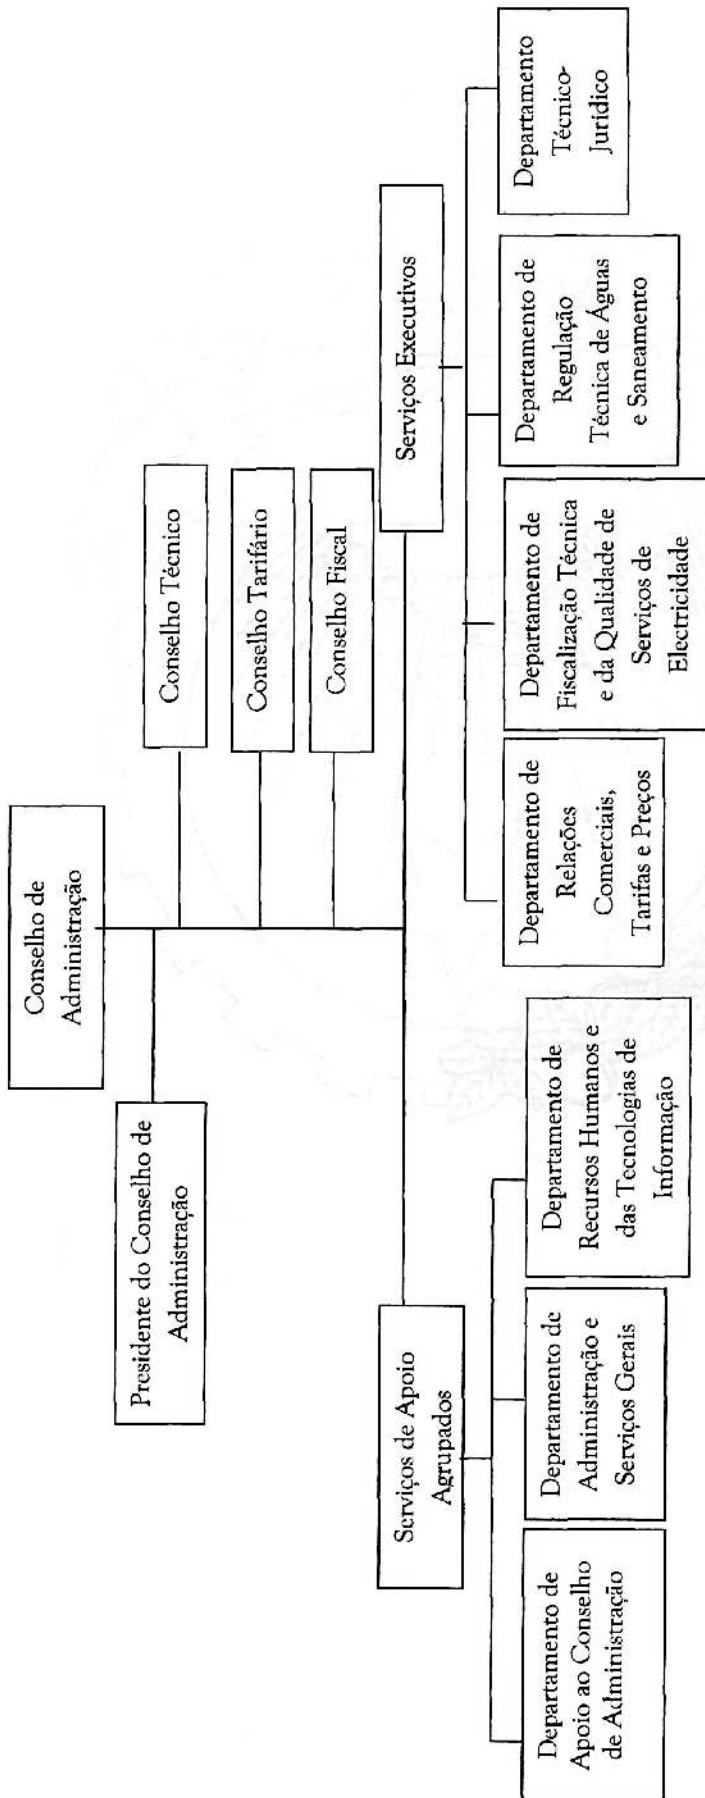 Conselho de
Administração
Presidente do Conselho de
Administração
Conselho Técnico
Conselho Tarifário
Conselho Fiscal
Serviços de Apoio
Agrupados
Serviços Executivos
Departamento de
Apoio ao Conselho
de Administração
Departamento de
Administração e
Serviços Gerais
Departamento de
Recursos Humanos e
das Tecnologias de
Informação
Departamento de
Relações
Comerciais,
Tarifas e Preços
Departamento de
Fiscalização Técnica
e da Qualidade de
Serviços de
Electricidade
Departamento de
Regulação
Técnica de Águas
e Saneamento
Departamento
Técnico-
Jurídico